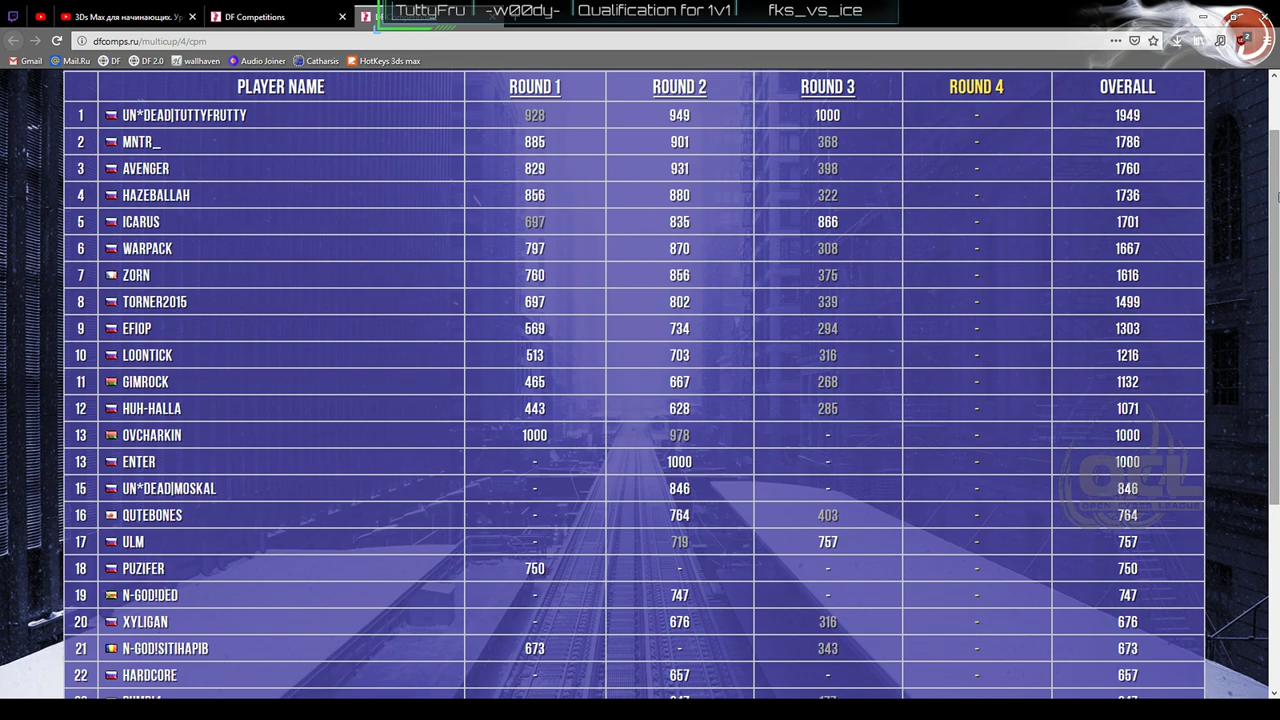 TuttyFru -w00dy- Qualification for 1v1 fks_vs_ice
3Ds Max для начинающих. Ур DF Competitions
dfcomps.ru/multicup/4/cpm
Gmail Mail.Ru DF DF 2.0 wallhaven Audio Joiner Catharsis HotKeys 3ds max
PLAYER NAME ROUND 1 ROUND 2 ROUND 3 ROUND 4 OVERALL
1 UN*DEAD|TUTTYFRUTTY 928 949 1000 - 1949
2 MNTR_ 885 901 368 - 1786
3 AVENGER 829 931 398 - 1760
4 HAZEBALLAH 856 880 322 - 1736
5 ICARUS 697 835 866 - 1701
6 WARPACK 797 870 308 - 1667
7 ZORN 760 856 375 - 1616
8 TORNER2015 697 802 339 - 1499
9 EFIOP 569 734 294 - 1303
10 LOONTICK 513 703 316 - 1216
11 GIMROCK 465 667 268 - 1132
12 HUH-HALLA 443 628 285 - 1071
13 OVCHARKIN 1000 978 - - 1000
13 ENTER - 1000 - - 1000
15 UN*DEAD|MOSKAL - 846 - - 846
16 QUTEBONES - 764 403 - 764
17 ULM - 719 757 - 757
18 PUZIFER 750 - - - 750
19 N-GOD!DED - 747 - - 747
20 XYLIGAN - 676 316 - 676
21 N-GOD!SITIHAPIB 673 - 343 - 673
22 HARDCORE - 657 - - 657